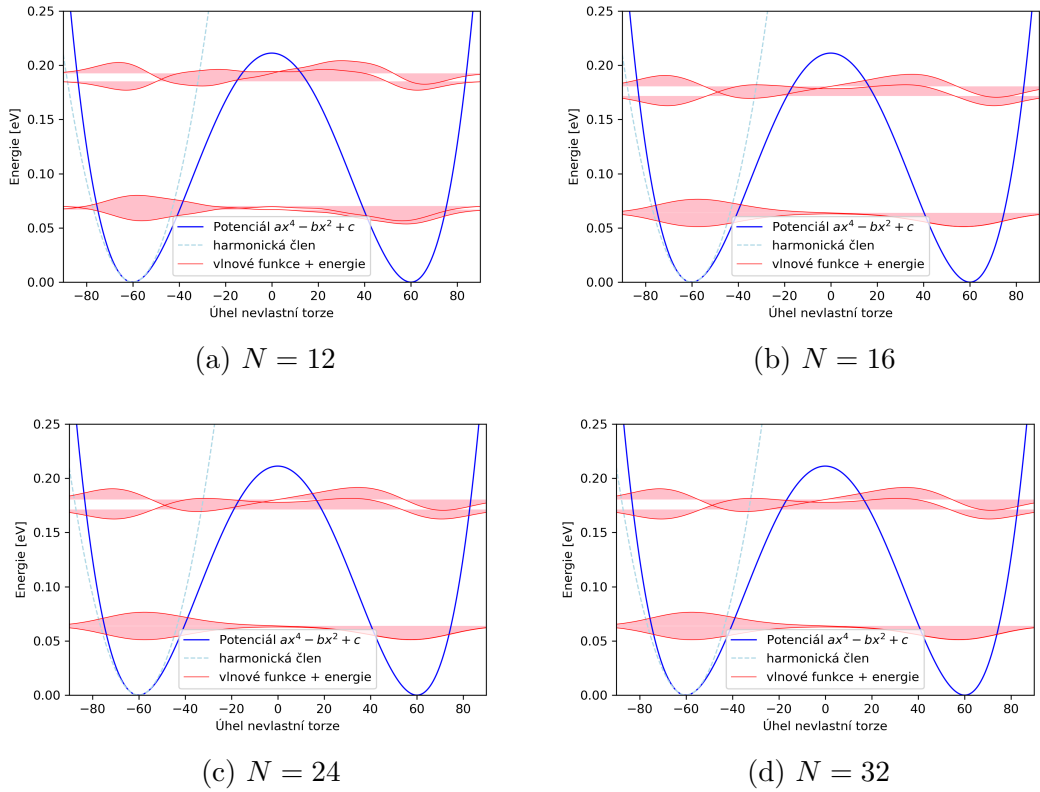 0.25
0.20
0.15
0.10
0.05
0.00
Energie [eV]
Potenciál ax⁴ − bx² + c
harmonická člen
vlnové funkce + energie
−80 −60 −40 −20 0 20 40 60 80
Úhel nevlastní torze
(a) N = 12
0.25
0.20
0.15
0.10
0.05
0.00
Energie [eV]
Potenciál ax⁴ − bx² + c
harmonická člen
vlnové funkce + energie
−80 −60 −40 −20 0 20 40 60 80
Úhel nevlastní torze
(b) N = 16
0.25
0.20
0.15
0.10
0.05
0.00
Energie [eV]
Potenciál ax⁴ − bx² + c
harmonická člen
vlnové funkce + energie
−80 −60 −40 −20 0 20 40 60 80
Úhel nevlastní torze
(c) N = 24
0.25
0.20
0.15
0.10
0.05
0.00
Energie [eV]
Potenciál ax⁴ − bx² + c
harmonická člen
vlnové funkce + energie
−80 −60 −40 −20 0 20 40 60 80
Úhel nevlastní torze
(d) N = 32